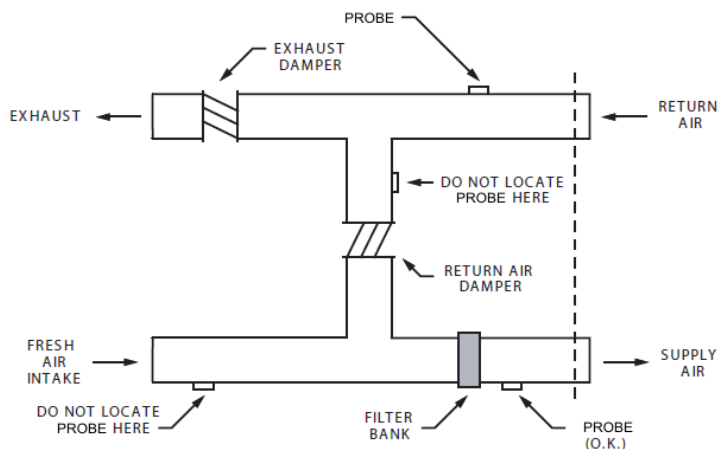 PROBE
EXHAUST
DAMPER
EXHAUST
RETURN
AIR
DO NOT LOCATE
PROBE HERE
RETURN AIR
DAMPER
FRESH
AIR
INTAKE
SUPPLY
AIR
DO NOT LOCATE
PROBE HERE
FILTER
BANK
PROBE
(O.K.)